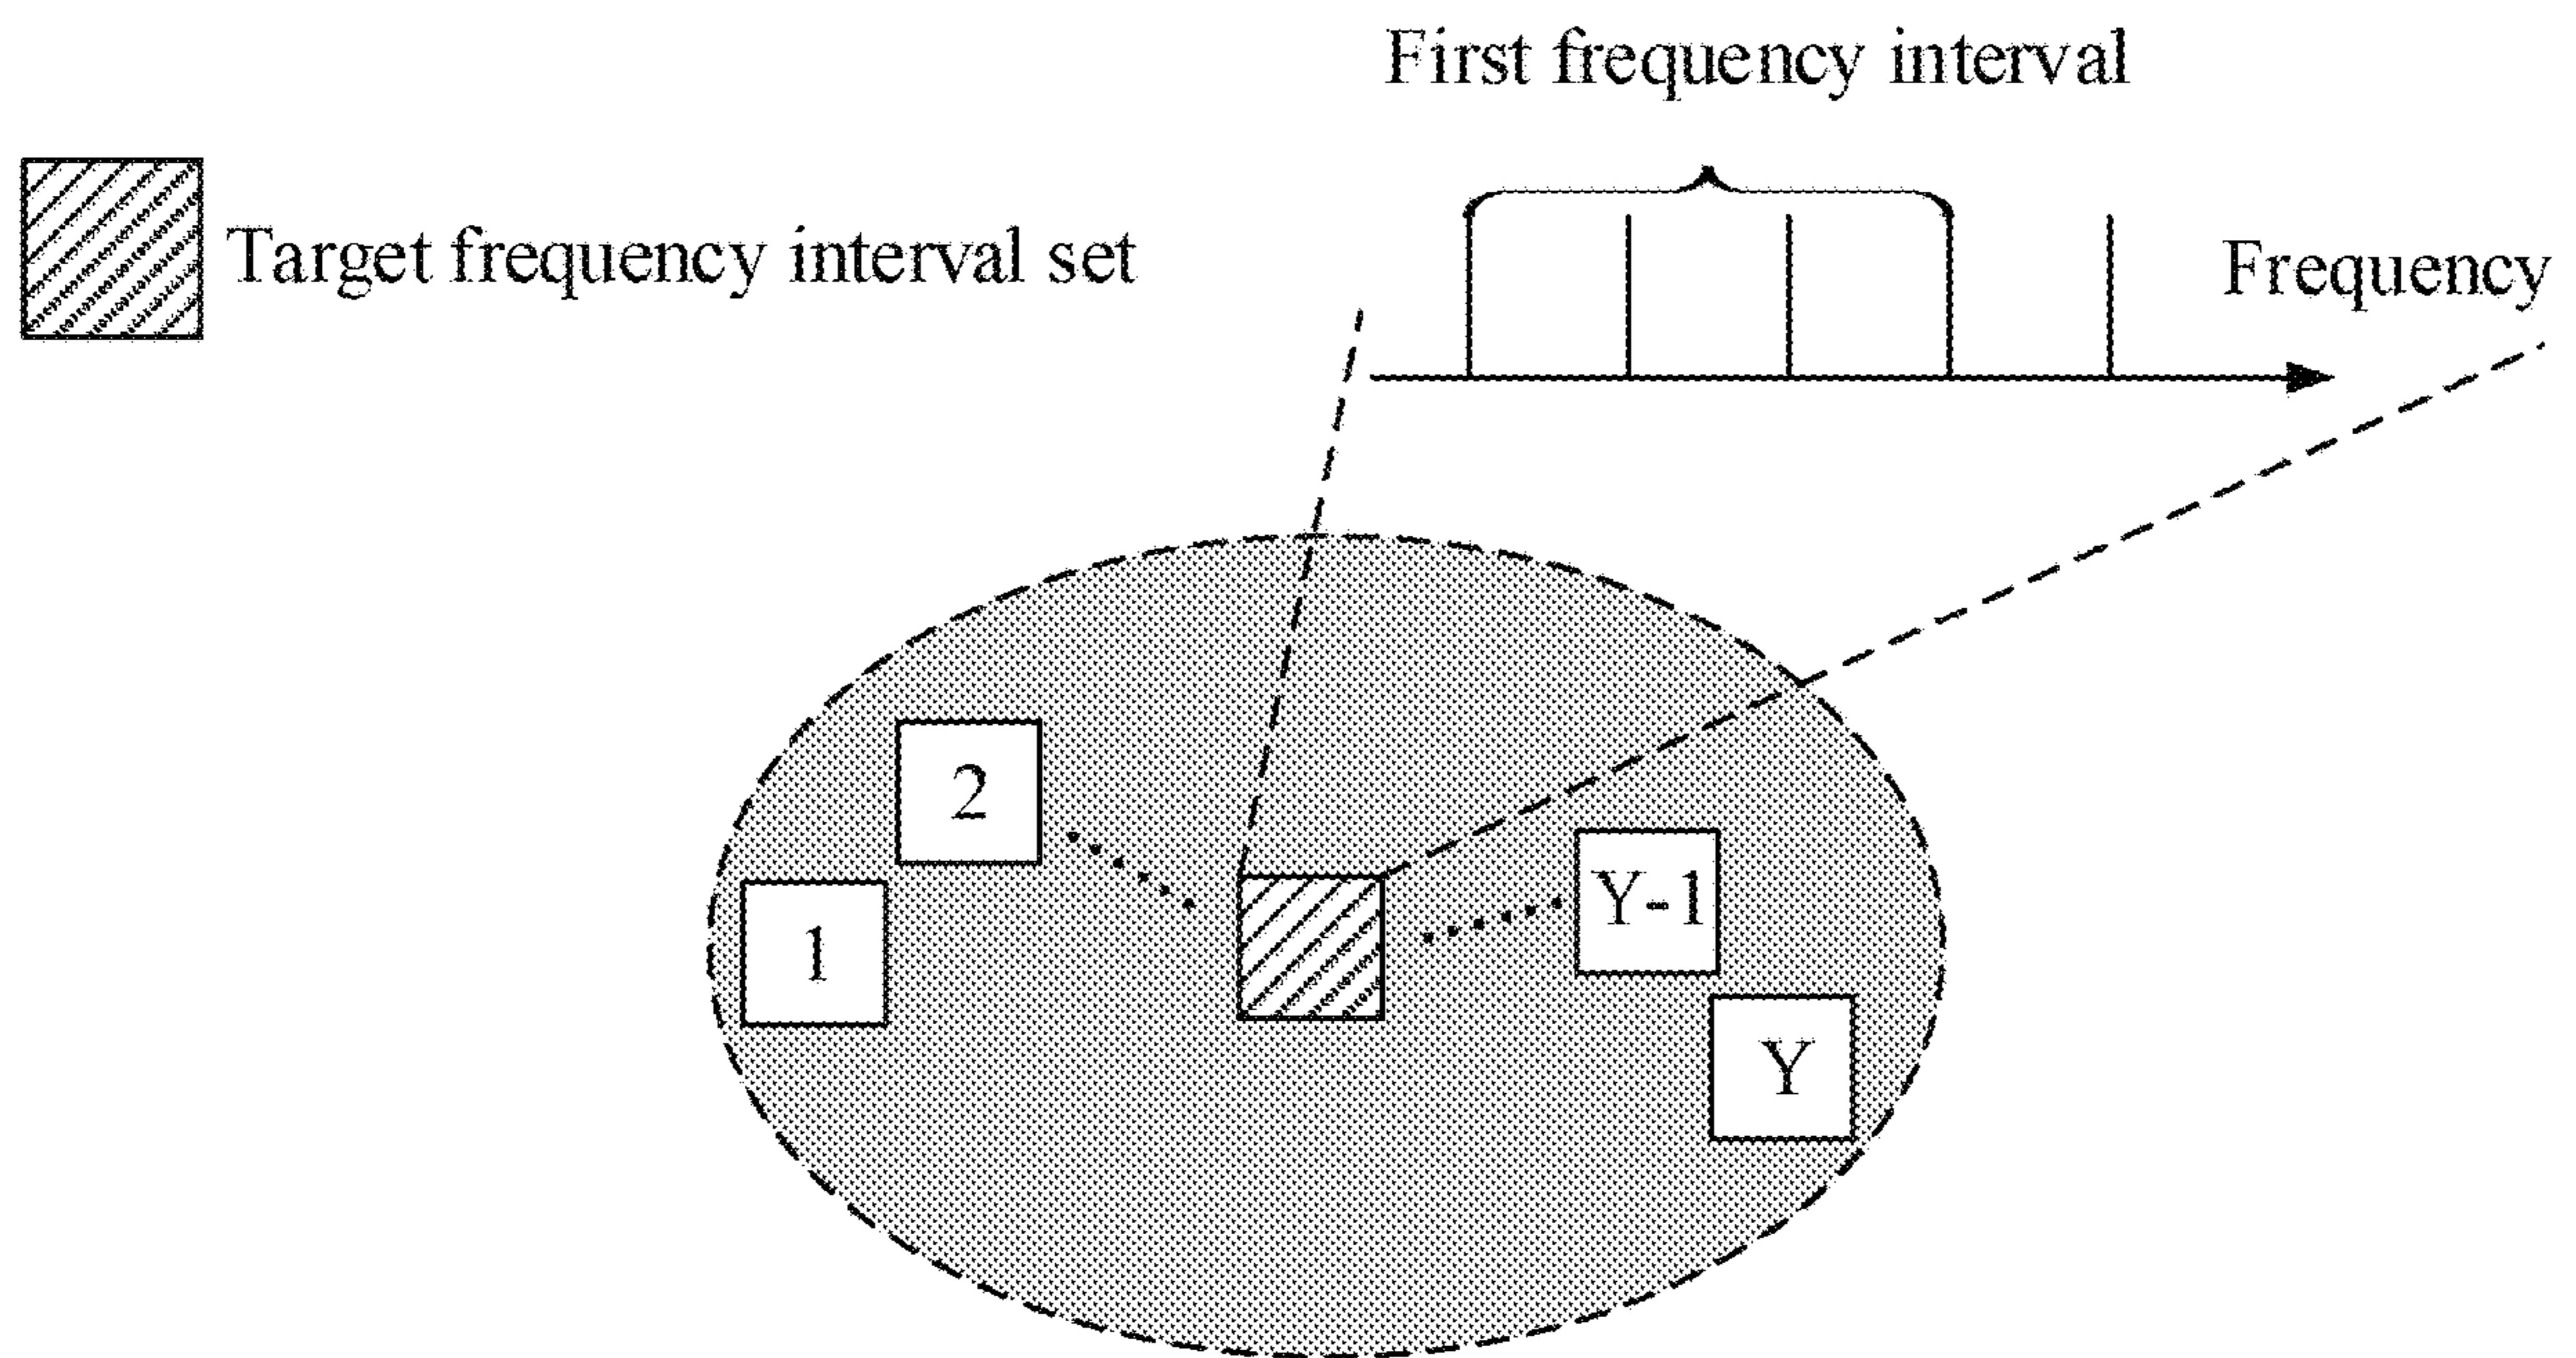 First frequency interval
Target frequency interval set
Frequency
2
1
Y-1
Y